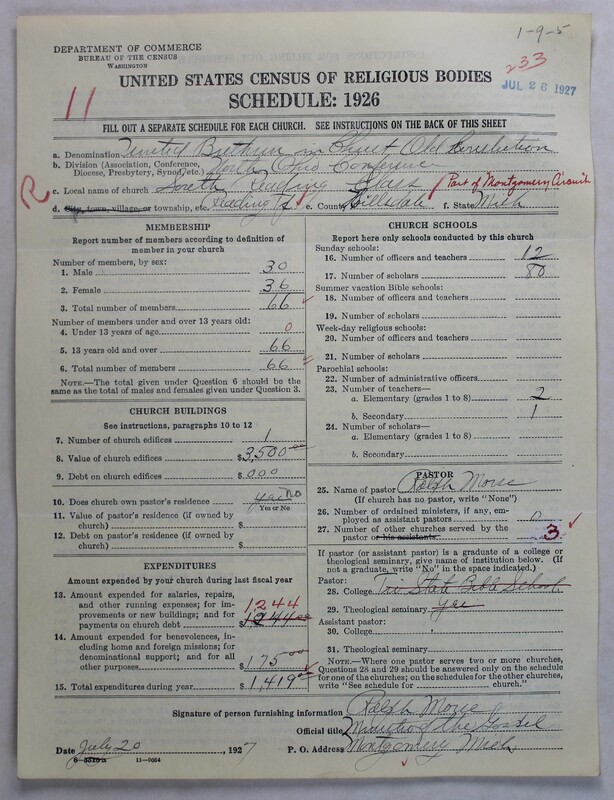 1-9-5
DEPARTMENT OF COMMERCE
BUREAU OF THE CENSUS
WASHINGTON
233
JUL 26 1927
11
UNITED STATES CENSUS OF RELIGIOUS BODIES
SCHEDULE: 1926
FILL OUT A SEPARATE SCHEDULE FOR EACH CHURCH. SEE INSTRUCTIONS ON THE BACK OF THIS SHEET
a. Denomination United Brethren in Christ Old Constitution
b. Division (Association, Conference, Diocese, Presbytery, Synod, etc.) North Ohio Conference
R c. Local name of church South Reading Class Part of Montgomery Circuit
d. City, town, village, or township, etc. Reading Tp e. County Hillsdale f. State Mich
MEMBERSHIP
Report number of members according to definition of member in your church
Number of members, by sex:
1. Male 30
2. Female 36
3. Total number of members 66
Number of members under and over 13 years old:
4. Under 13 years of age 0
5. 13 years old and over 66
6. Total number of members 66
NOTE.—The total given under Question 6 should be the same as the total of males and females given under Question 3.
CHURCH BUILDINGS
See instructions, paragraphs 10 to 12
7. Number of church edifices 1
8. Value of church edifices $3,500 00
9. Debt on church edifices $000
10. Does church own pastor's residence yes No
Yes or No
11. Value of pastor's residence (if owned by church) $
12. Debt on pastor's residence (if owned by church) $
EXPENDITURES
Amount expended by your church during last fiscal year
13. Amount expended for salaries, repairs, and other running expenses; for improvements or new buildings; and for payments on church debt 1244 $1244 00
14. Amount expended for benevolences, including home and foreign missions; for denominational support; and for all other purposes $175 00
15. Total expenditures during year $1,419 00
CHURCH SCHOOLS
Report here only schools conducted by this church
Sunday schools:
16. Number of officers and teachers 12
17. Number of scholars 80
Summer vacation Bible schools:
18. Number of officers and teachers
19. Number of scholars
Week-day religious schools:
20. Number of officers and teachers
21. Number of scholars
Parochial schools:
22. Number of administrative officers
23. Number of teachers—
a. Elementary (grades 1 to 8) 2
b. Secondary 1
24. Number of scholars—
a. Elementary (grades 1 to 8)
b. Secondary
PASTOR
25. Name of pastor Ralph Morse
(If church has no pastor, write "None")
26. Number of ordained ministers, if any, employed as assistant pastors 0
27. Number of other churches served by the pastor or his assistants 3
If pastor (or assistant pastor) is a graduate of a college or theological seminary, give name of institution below. (If not a graduate, write "No" in the space indicated.)
Pastor:
28. College Tri State Bible School
29. Theological seminary yes
Assistant pastor:
30. College
31. Theological seminary
NOTE.—Where one pastor serves two or more churches, Questions 28 and 29 should be answered only on the schedule for one of the churches; on the schedules for the other churches, write "See schedule for ______ church."
Signature of person furnishing information Ralph Morse
Official title Minister of the Gospel
Date July 20, 1927 P. O. Address Montgomery Mich.
11—9054